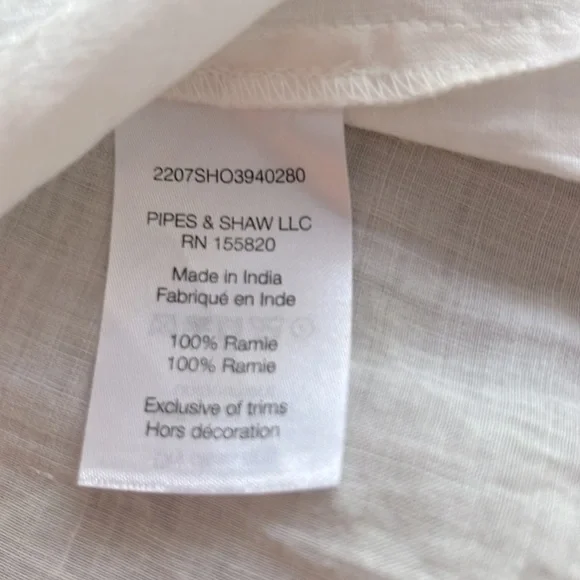 2207SHO3940280
PIPES & SHAW LLC
RN 155820
Made in India
Fabriqué en Inde
100% Ramie
100% Ramie
Exclusive of trims
Hors décoration